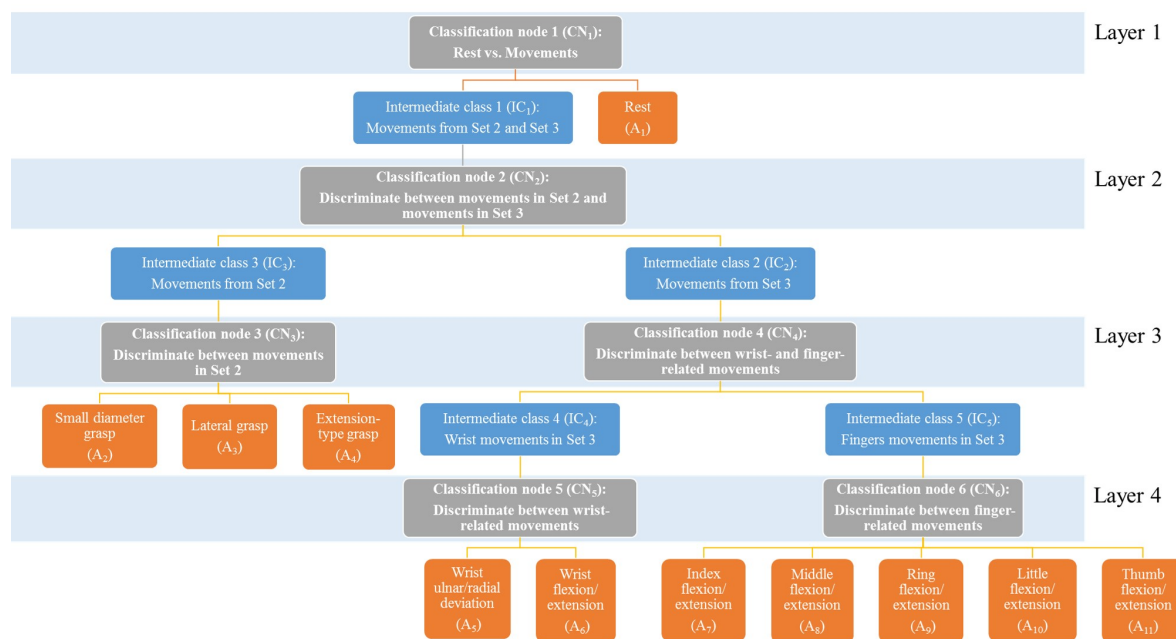 Classification node 1 (CN₁):
Rest vs. Movements
Layer 1
Intermediate class 1 (IC₁):
Movements from Set 2 and Set 3
Rest
(A₁)
Classification node 2 (CN₂):
Discriminate between movements in Set 2 and
movements in Set 3
Layer 2
Intermediate class 3 (IC₃):
Movements from Set 2
Intermediate class 2 (IC₂):
Movements from Set 3
Classification node 3 (CN₃):
Discriminate between movements
in Set 2
Classification node 4 (CN₄):
Discriminate between wrist- and finger-
related movements
Layer 3
Small diameter
grasp
(A₂)
Lateral grasp
(A₃)
Extension-
type grasp
(A₄)
Intermediate class 4 (IC₄):
Wrist movements in Set 3
Intermediate class 5 (IC₅):
Fingers movements in Set 3
Classification node 5 (CN₅):
Discriminate between wrist-
related movements
Classification node 6 (CN₆):
Discriminate between finger-
related movements
Layer 4
Wrist
ulnar/radial
deviation
(A₅)
Wrist
flexion/
extension
(A₆)
Index
flexion/
extension
(A₇)
Middle
flexion/
extension
(A₈)
Ring
flexion/
extension
(A₉)
Little
flexion/
extension
(A₁₀)
Thumb
flexion/
extension
(A₁₁)